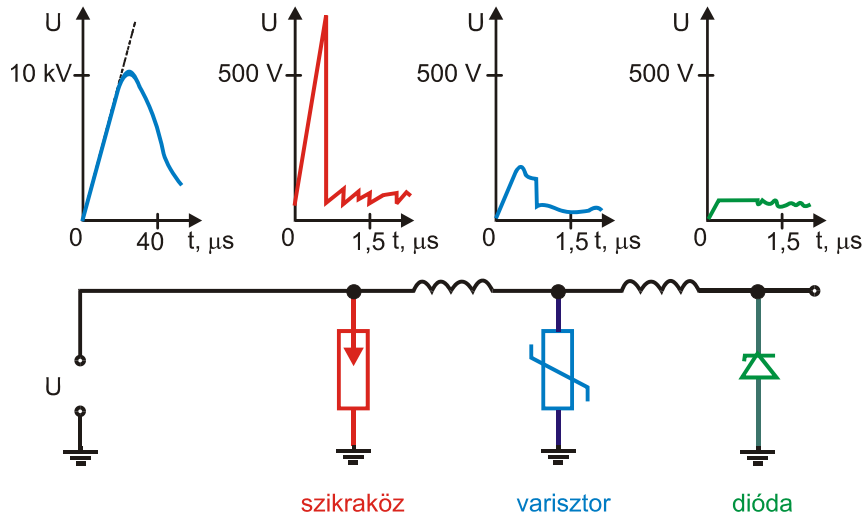 U
10 kV
0
40
t, µs
U
500 V
0
1,5
t, µs
U
500 V
0
1,5
t, µs
U
500 V
0
1,5
t, µs
U
szikraköz
varisztor
dióda